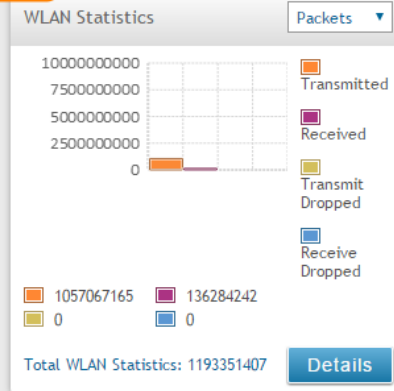 WLAN Statistics
Packets
10000000000
7500000000
5000000000
2500000000
0
Transmitted
Received
Transmit
Dropped
Receive
Dropped
1057067165 136284242
0 0
Total WLAN Statistics: 1193351407
Details